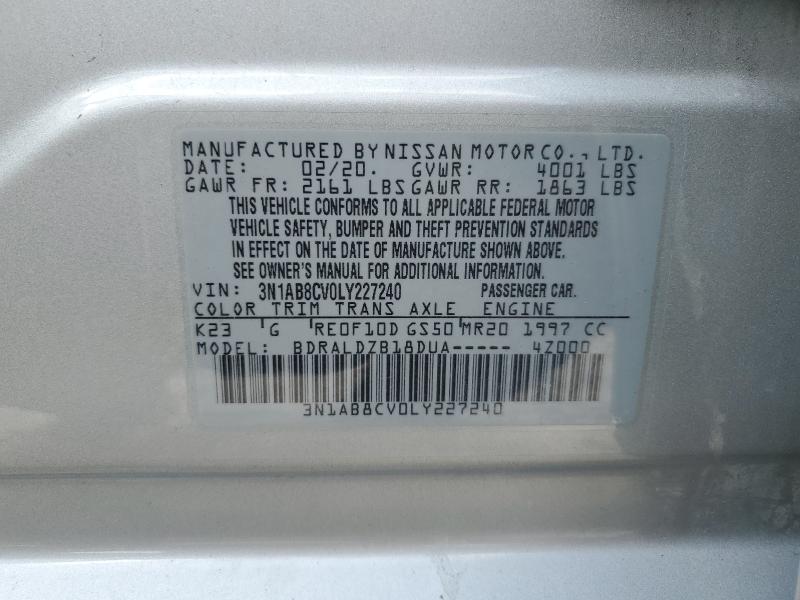 MANUFACTURED BY NISSAN MOTOR CO., LTD.
DATE: 02/20. GVWR: 4001 LBS
GAWR FR: 2161 LBS GAWR RR: 1863 LBS
THIS VEHICLE CONFORMS TO ALL APPLICABLE FEDERAL MOTOR
VEHICLE SAFETY, BUMPER AND THEFT PREVENTION STANDARDS
IN EFFECT ON THE DATE OF MANUFACTURE SHOWN ABOVE.
SEE OWNER'S MANUAL FOR ADDITIONAL INFORMATION.
VIN: 3N1AB8CV0LY227240 PASSENGER CAR.
COLOR TRIM TRANS AXLE ENGINE
K23 'G RE0F10D GS50 MR20 1997 CC
MODEL: BDRALDZB18DUA----- 4Z000
3N1AB8CV0LY227240